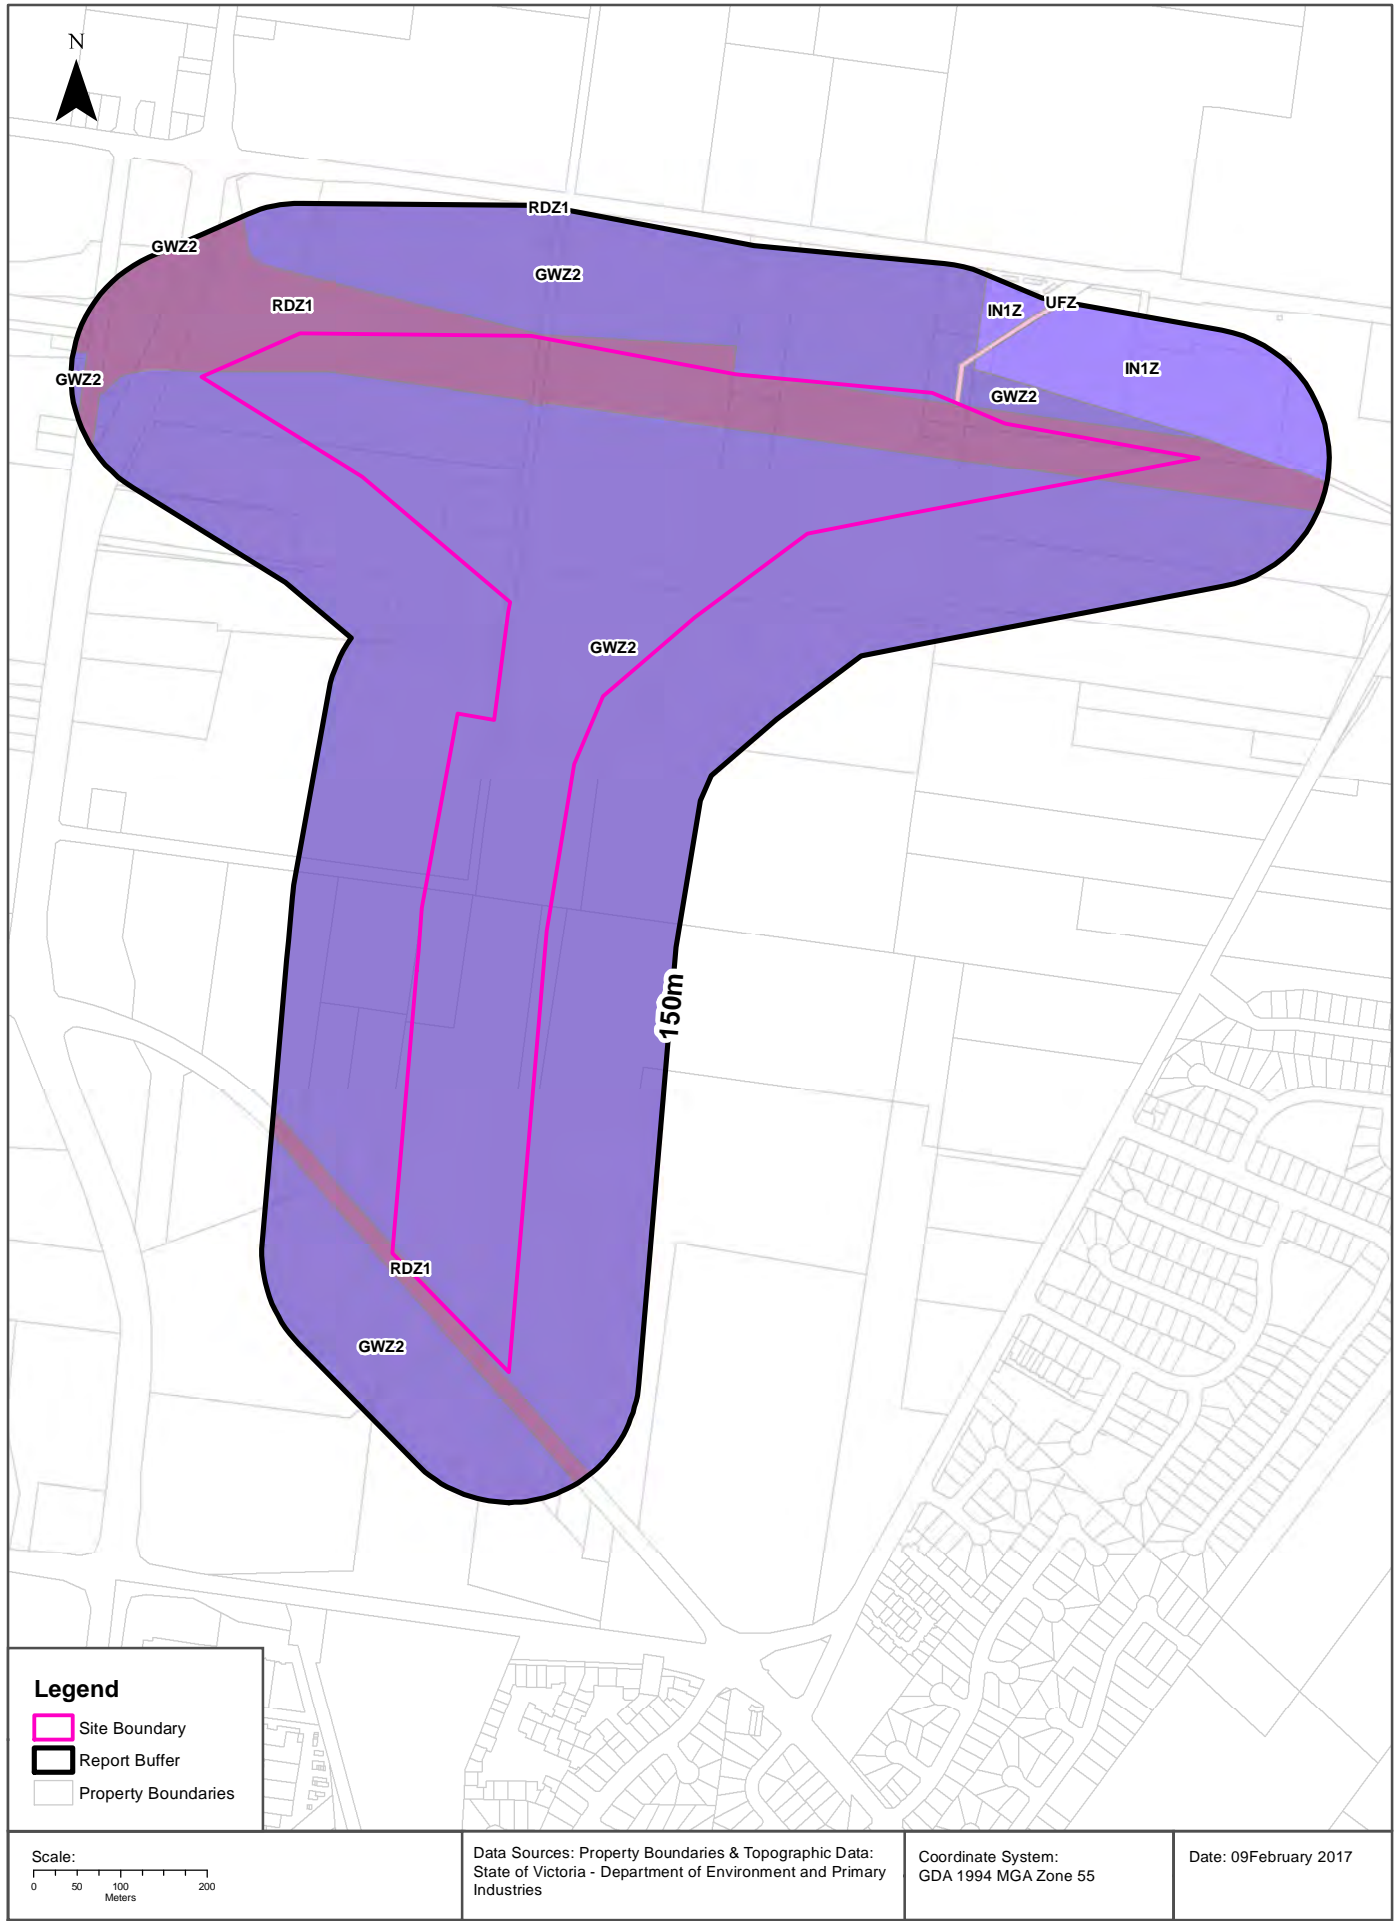 N
RDZ1
GWZ2
GWZ2
RDZ1
IN1Z
UFZ
IN1Z
GWZ2
GWZ2
GWZ2
150m
RDZ1
GWZ2
Legend
Site Boundary
Report Buffer
Property Boundaries
Scale:
0 50 100 200
Meters
Data Sources: Property Boundaries & Topographic Data:
State of Victoria - Department of Environment and Primary
Industries
Coordinate System:
GDA 1994 MGA Zone 55
Date: 09February 2017